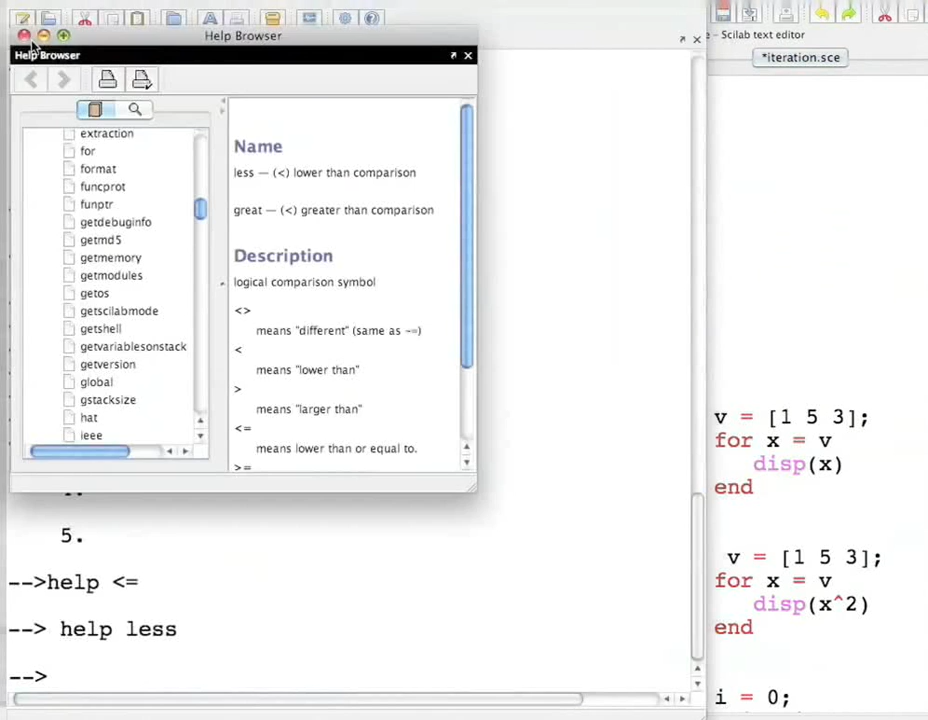 Help Browser
Help Browser
e – Scilab text editor
*iteration.sce
extraction
for
format
funcprot
funptr
getdebuginfo
getmd5
getmemory
getmodules
getos
getscilabmode
getshell
getvariablesonstack
getversion
global
gstacksize
hat
ieee
Name
less — (<) lower than comparison
great — (<) greater than comparison
Description
logical comparison symbol
<>
means "different" (same as ~=)
<
means "lower than"
>
means "larger than"
<=
means lower than or equal to.
>=
5.
-->help <=
--> help less
-->
v = [1 5 3];
for x = v
disp(x)
end
v = [1 5 3];
for x = v
disp(x^2)
end
i = 0;